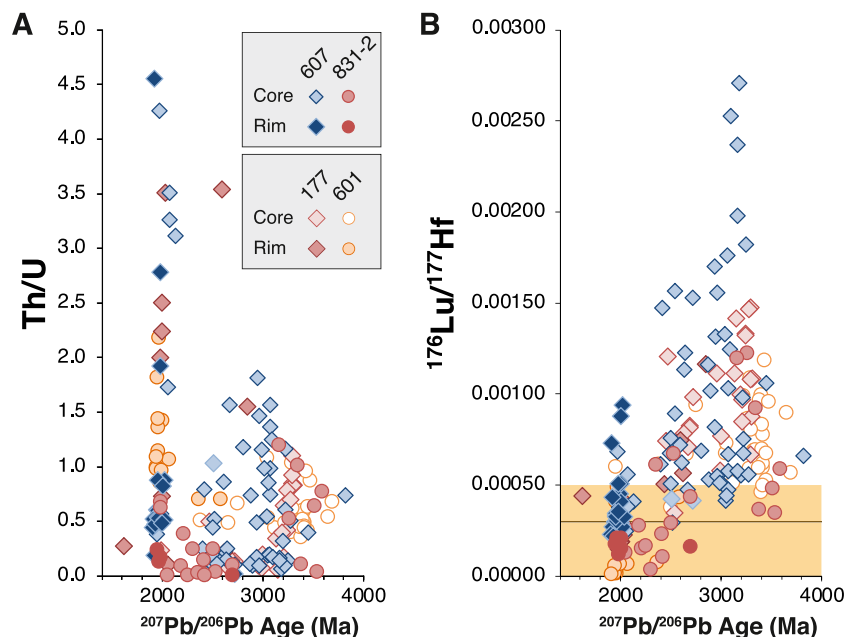 A
5.0
4.5
4.0
3.5
3.0
2.5
2.0
1.5
1.0
0.5
0.0
Th/U
607 831-2
Core
Rim
177 601
Core
Rim
2000 3000 4000
207Pb/206Pb Age (Ma)
B
0.00300
0.00250
0.00200
0.00150
0.00100
0.00050
0.00000
176Lu/177Hf
2000 3000 4000
207Pb/206Pb Age (Ma)